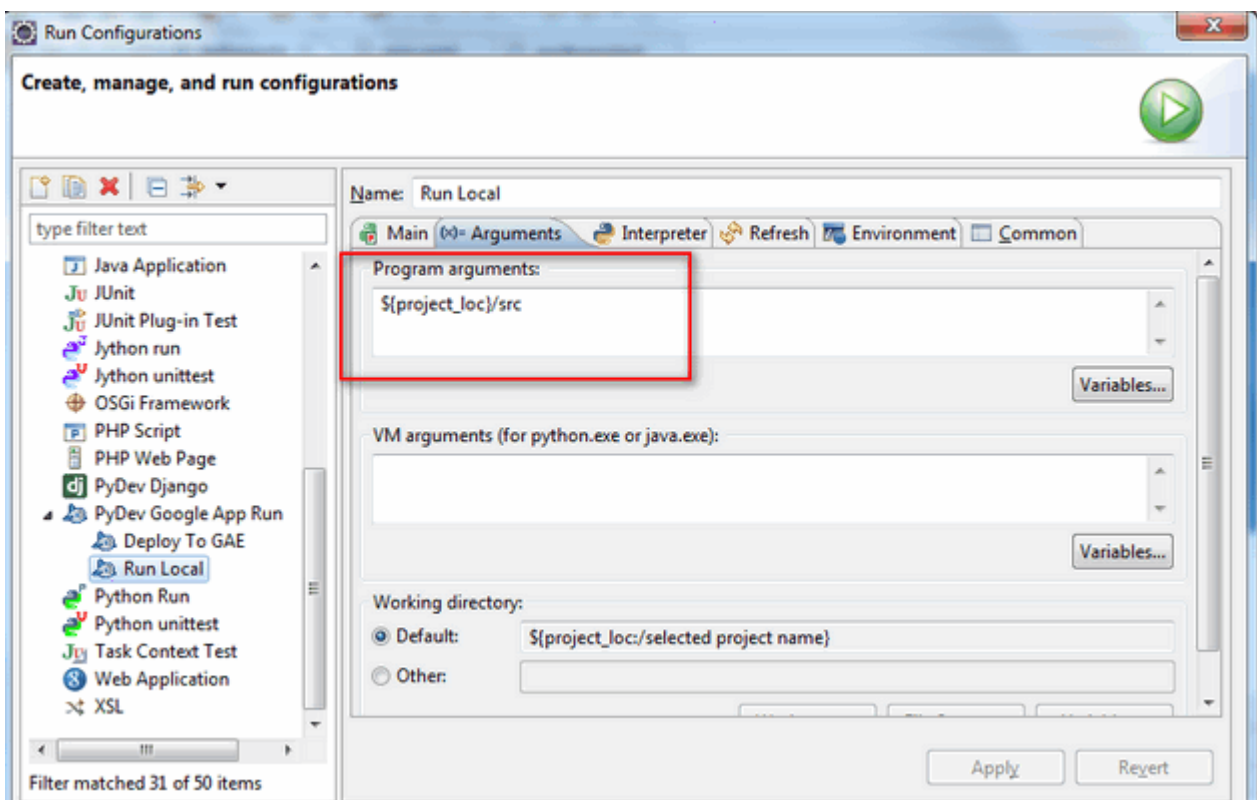 Run Configurations
Create, manage, and run configurations
Name: Run Local
type filter text
Main (x)= Arguments Interpreter Refresh Environment Common
Java Application
JUnit
JUnit Plug-in Test
Jython run
Jython unittest
OSGi Framework
PHP Script
PHP Web Page
PyDev Django
PyDev Google App Run
Deploy To GAE
Run Local
Python Run
Python unittest
Task Context Test
Web Application
XSL
Filter matched 31 of 50 items
Program arguments:
${project_loc}/src
Variables...
VM arguments (for python.exe or java.exe):
Variables...
Working directory:
Default: ${project_loc:/selected project name}
Other:
Apply Revert